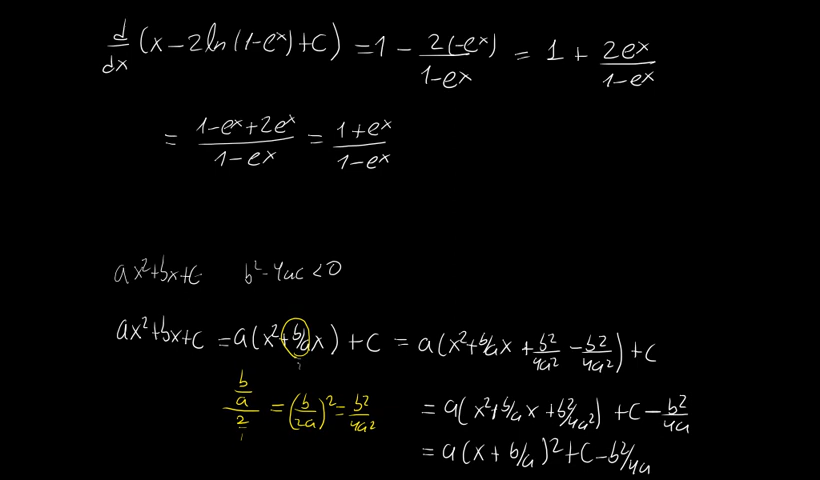 d/dx (x - 2ln(1-e^x) + C) = 1 - 2(-e^x)/(1-e^x) = 1 + 2e^x/(1-e^x)
= (1-e^x+2e^x)/(1-e^x) = (1+e^x)/(1-e^x)
ax²+bx+c b²-4ac<0
ax²+bx+c = a(x²+b/a x) + c = a(x²+b/a x + b²/4a² - b²/4a²) + c
(b/a)/(2/1) = (b/2a)² = b²/4a² = a(x²+b/a x + b²/4a²) + c - b²/4a
= a(x + b/a)² + c - b²/4a